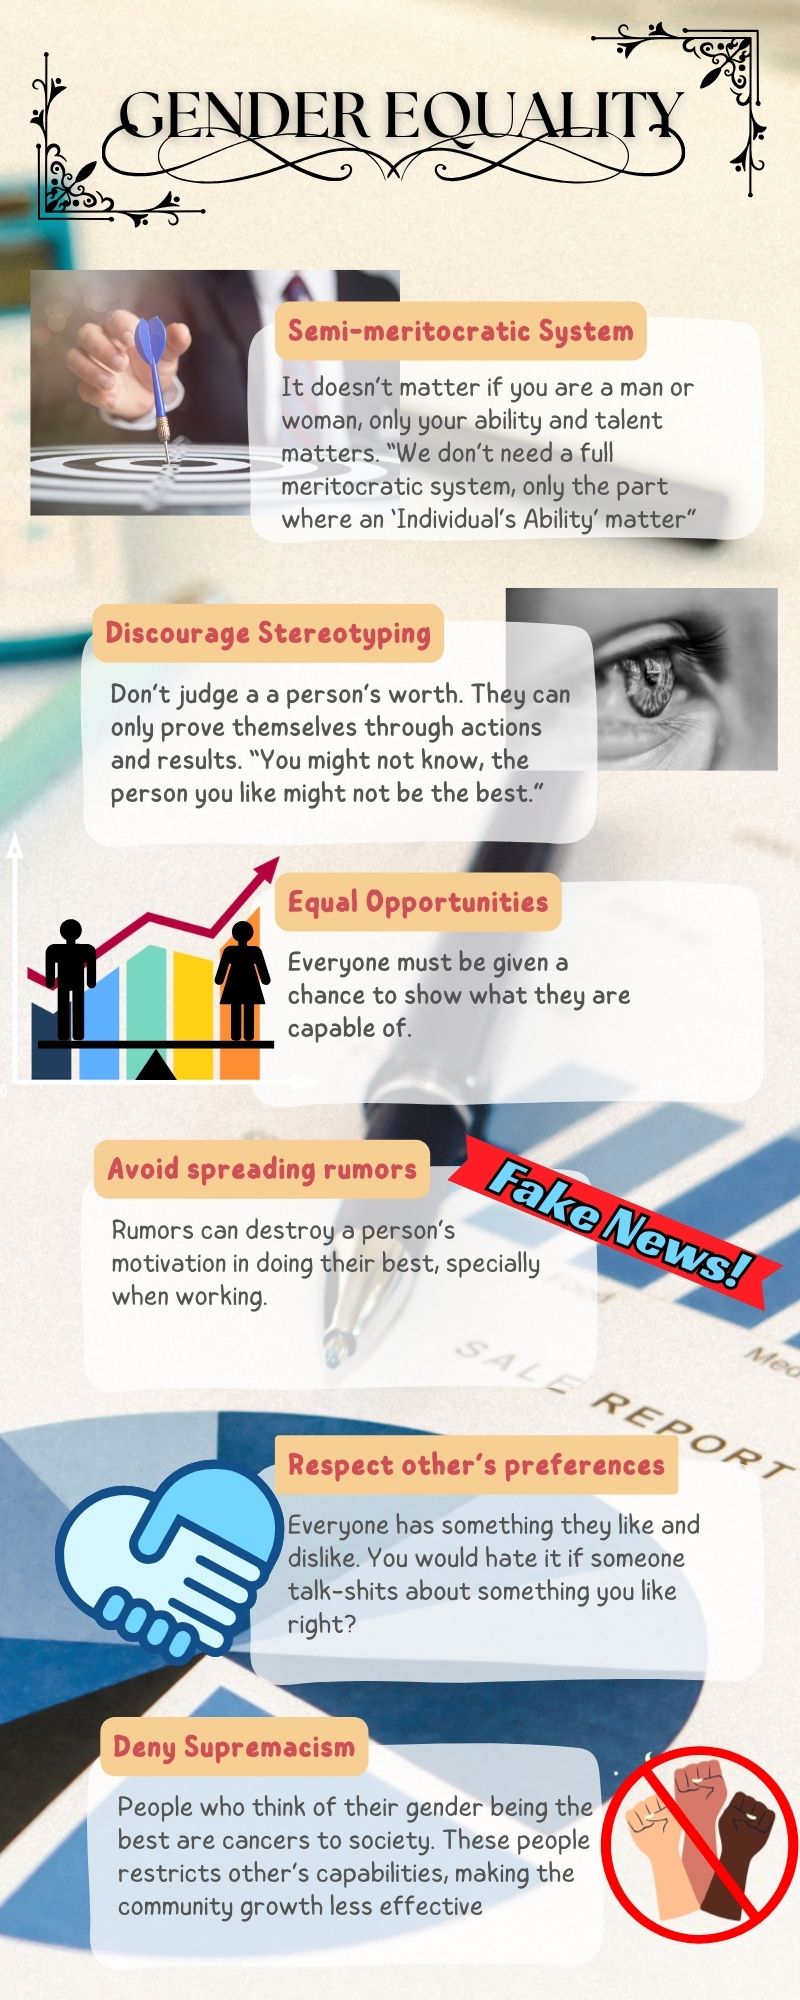 GENDER EQUALITY
Semi-meritocratic System
It doesn't matter if you are a man or
woman, only your ability and talent
matters. "We don't need a full
meritocratic system, only the part
where an 'Individual's Ability' matter"
Discourage Stereotyping
Don't judge a a person's worth. They can
only prove themselves through actions
and results. "You might not know, the
person you like might not be the best."
Equal Opportunities
Everyone must be given a
chance to show what they are
capable of.
0
Avoid spreading rumors
Fake News!
Rumors can destroy a person's
motivation in doing their best, specially
when working.
Food
Med
SALE REPORT
Respect other's preferences
Everyone has something they like and
dislike. You would hate it if someone
talk-shits about something you like
right?
Deny Supremacism
People who think of their gender being the
best are cancers to society. These people
restricts other's capabilities, making the
community growth less effective